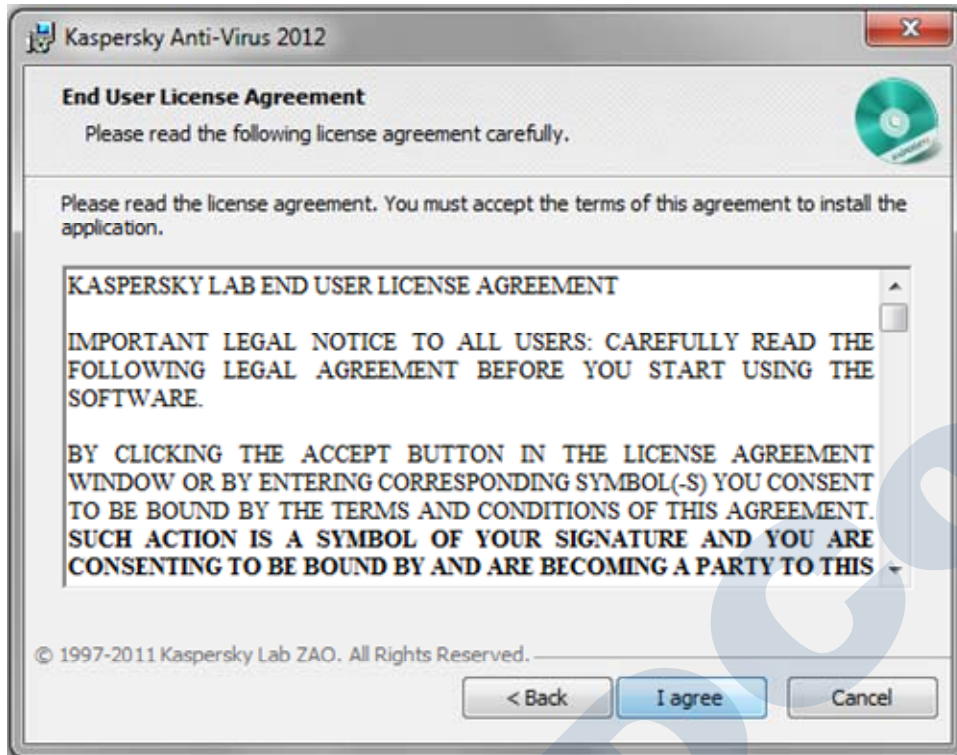 Kaspersky Anti-Virus 2012
End User License Agreement
Please read the following license agreement carefully.
Please read the license agreement. You must accept the terms of this agreement to install the
application.
KASPERSKY LAB END USER LICENSE AGREEMENT
IMPORTANT LEGAL NOTICE TO ALL USERS: CAREFULLY READ THE
FOLLOWING LEGAL AGREEMENT BEFORE YOU START USING THE
SOFTWARE.
BY CLICKING THE ACCEPT BUTTON IN THE LICENSE AGREEMENT
WINDOW OR BY ENTERING CORRESPONDING SYMBOL(-S) YOU CONSENT
TO BE BOUND BY THE TERMS AND CONDITIONS OF THIS AGREEMENT.
SUCH ACTION IS A SYMBOL OF YOUR SIGNATURE AND YOU ARE
CONSENTING TO BE BOUND BY AND ARE BECOMING A PARTY TO THIS
© 1997-2011 Kaspersky Lab ZAO. All Rights Reserved.
< Back I agree Cancel